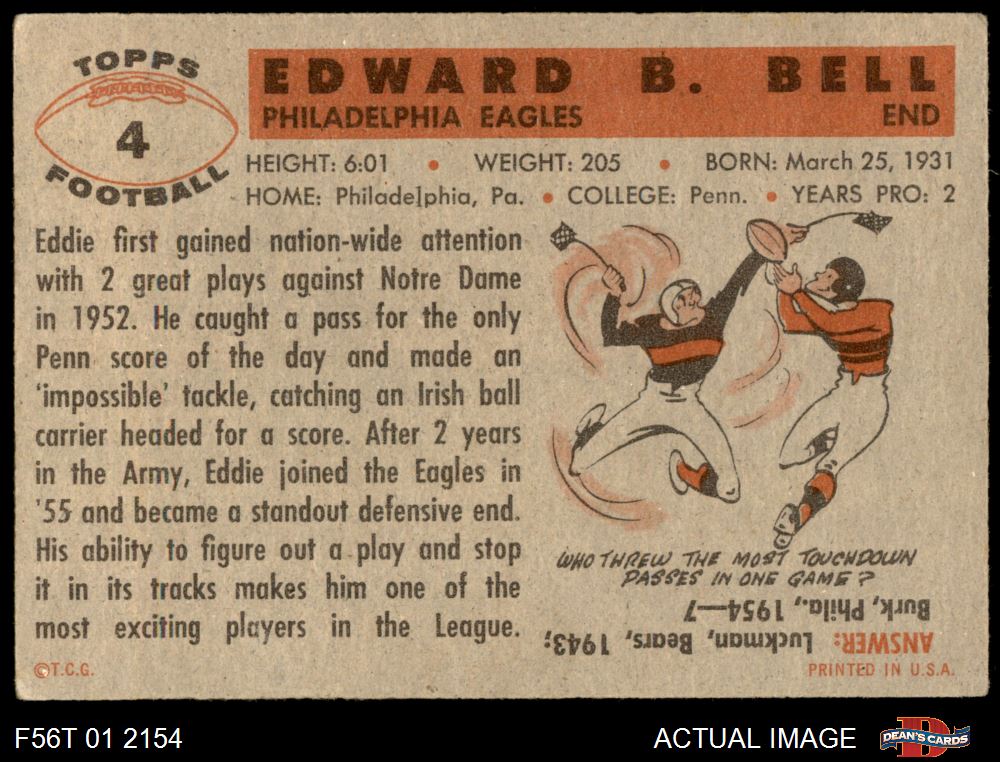 TOPPS
4
FOOTBALL
EDWARD B. BELL
PHILADELPHIA EAGLES END
HEIGHT: 6:01 • WEIGHT: 205 • BORN: March 25, 1931
HOME: Philadelphia, Pa. • COLLEGE: Penn. • YEARS PRO: 2
Eddie first gained nation-wide attention
with 2 great plays against Notre Dame
in 1952. He caught a pass for the only
Penn score of the day and made an
'impossible' tackle, catching an Irish ball
carrier headed for a score. After 2 years
in the Army, Eddie joined the Eagles in
'55 and became a standout defensive end.
His ability to figure out a play and stop
it in its tracks makes him one of the
most exciting players in the League.
WHO THREW THE MOST TOUCHDOWN
PASSES IN ONE GAME?
ANSWER: Luckman, Bears, 1943;
Burk, Phila., 1954—7
©T.C.G.
PRINTED IN U.S.A.
F56T 01 2154
ACTUAL IMAGE
D
DEAN'S CARDS